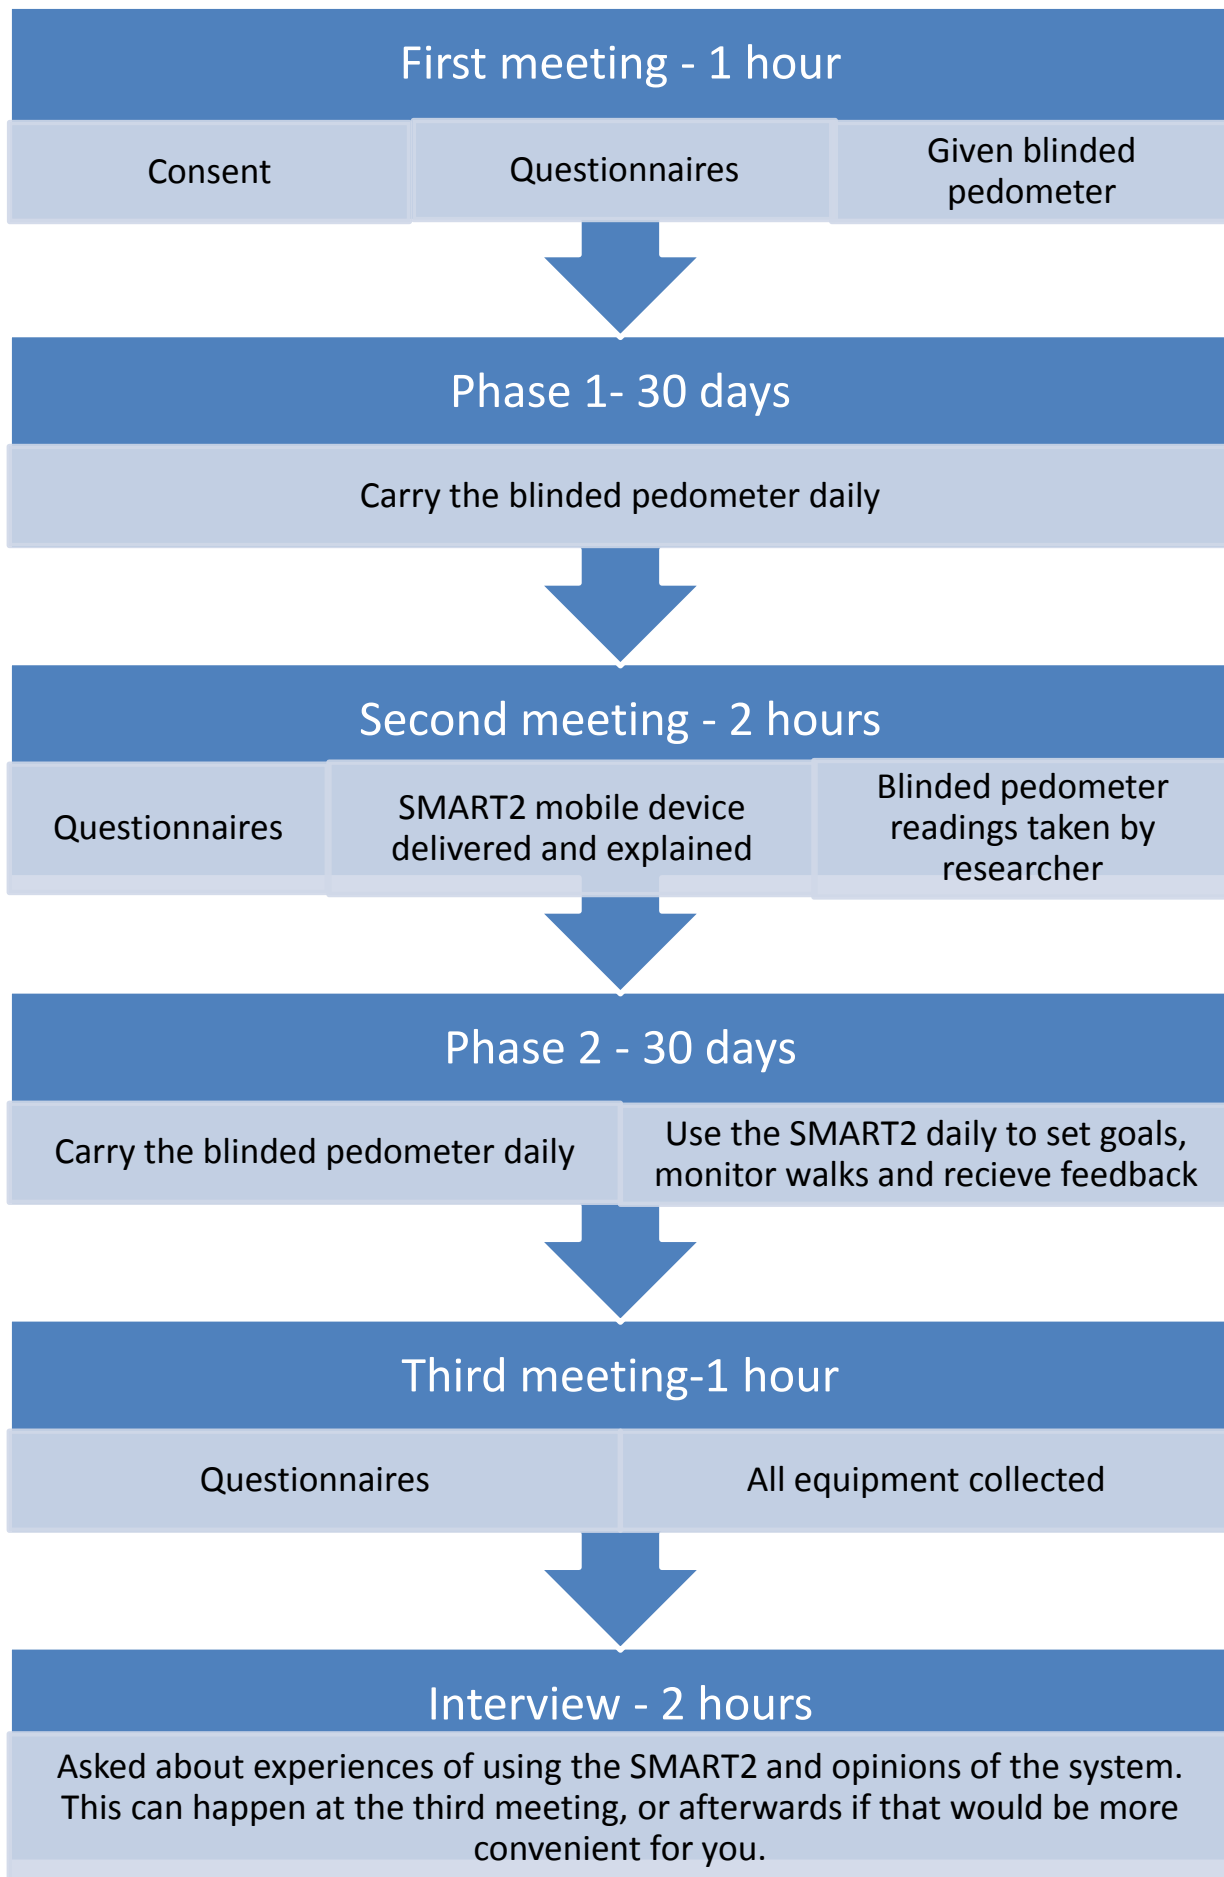 First meeting - 1 hour
Consent
Questionnaires
Given blinded
pedometer
Phase 1- 30 days
Carry the blinded pedometer daily
Second meeting - 2 hours
Questionnaires
SMART2 mobile device
delivered and explained
Blinded pedometer
readings taken by
researcher
Phase 2 - 30 days
Carry the blinded pedometer daily
Use the SMART2 daily to set goals,
monitor walks and recieve feedback
Third meeting-1 hour
Questionnaires
All equipment collected
Interview - 2 hours
Asked about experiences of using the SMART2 and opinions of the system.
This can happen at the third meeting, or afterwards if that would be more
convenient for you.